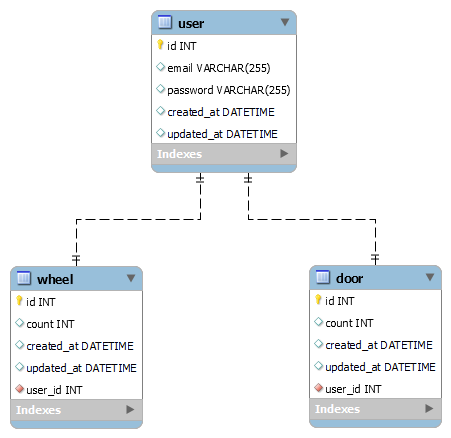 user
id INT
email VARCHAR(255)
password VARCHAR(255)
created_at DATETIME
updated_at DATETIME
Indexes
wheel
id INT
count INT
created_at DATETIME
updated_at DATETIME
user_id INT
Indexes
door
id INT
count INT
created_at DATETIME
updated_at DATETIME
user_id INT
Indexes